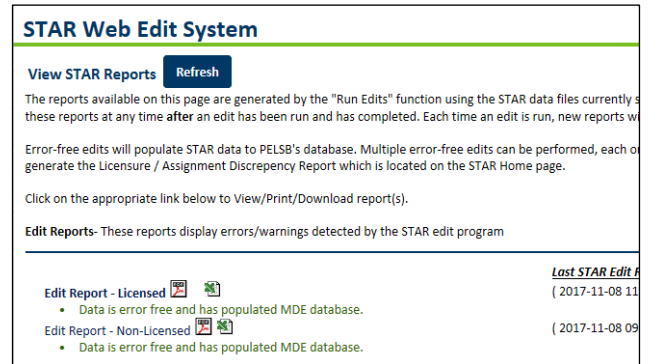 STAR Web Edit System
View STAR Reports Refresh
The reports available on this page are generated by the "Run Edits" function using the STAR data files currently
these reports at any time after an edit has been run and has completed. Each time an edit is run, new reports
Error-free edits will populate STAR data to PELSB's database. Multiple error-free edits can be performed, each
generate the Licensure / Assignment Discrepency Report which is located on the STAR Home page.
Click on the appropriate link below to View/Print/Download report(s).
Edit Reports- These reports display errors/warnings detected by the STAR edit program
Last STAR Edit
Edit Report - Licensed ( 2017-11-08 11
• Data is error free and has populated MDE database.
Edit Report - Non-Licensed ( 2017-11-08 09
• Data is error free and has populated MDE database.